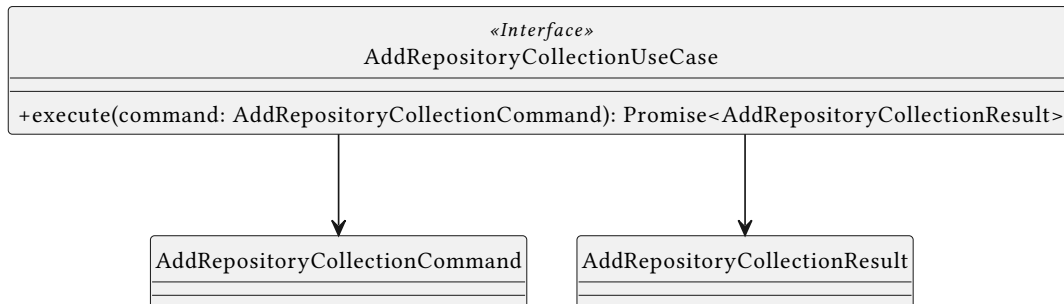 «Interface»
AddRepositoryCollectionUseCase
+execute(command: AddRepositoryCollectionCommand): Promise<AddRepositoryCollectionResult>
AddRepositoryCollectionCommand
AddRepositoryCollectionResult